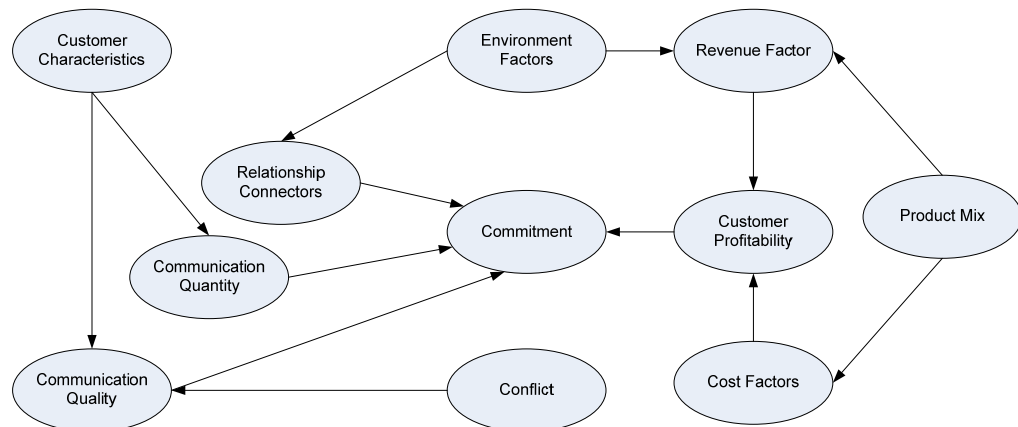 Customer
Characteristics
Environment
Factors
Revenue Factor
Relationship
Connectors
Commitment
Customer
Profitability
Product Mix
Communication
Quantity
Communication
Quality
Conflict
Cost Factors